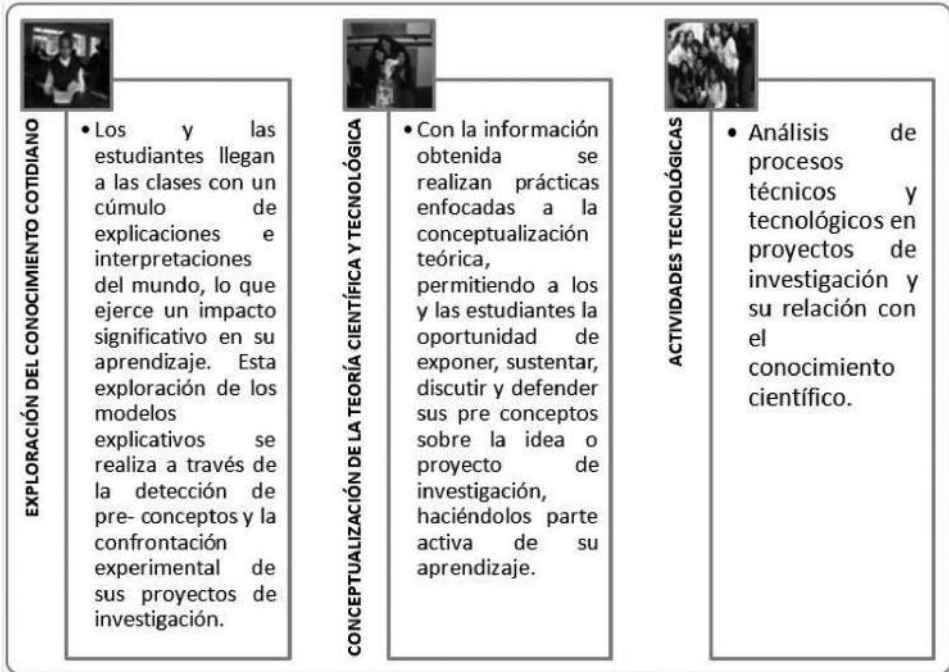 EXPLORACIÓN DEL CONOCIMIENTO COTIDIANO
• Los y las
estudiantes llegan
a las clases con un
cúmulo de
explicaciones e
interpretaciones
del mundo, lo que
ejerce un impacto
significativo en su
aprendizaje. Esta
exploración de los
modelos
explicativos se
realiza a través de
la detección de
pre- conceptos y la
confrontación
experimental de
sus proyectos de
investigación.
CONCEPTUALIZACIÓN DE LA TEORÍA CIENTÍFICA Y TECNOLÓGICA
• Con la información
obtenida se
realizan prácticas
enfocadas a la
conceptualización
teórica,
permitiendo a los
y las estudiantes la
oportunidad de
exponer, sustentar,
discutir y defender
sus pre conceptos
sobre la idea o
proyecto de
investigación,
haciéndolos parte
activa de su
aprendizaje.
ACTIVIDADES TECNOLÓGICAS
• Análisis de
procesos
técnicos y
tecnológicos en
proyectos de
investigación y
su relación con
el
conocimiento
científico.